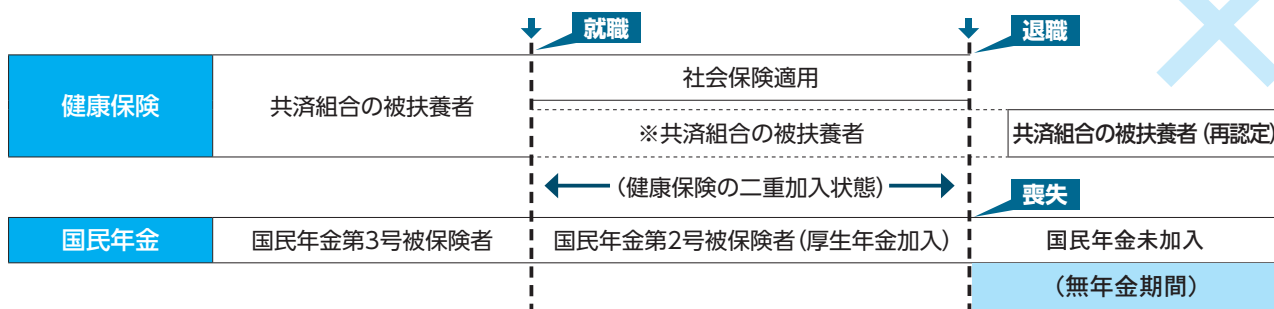 就職
退職
健康保険
共済組合の被扶養者
社会保険適用
※共済組合の被扶養者
共済組合の被扶養者(再認定)
(健康保険の二重加入状態)
喪失
国民年金
国民年金第3号被保険者
国民年金第2号被保険者(厚生年金加入)
国民年金未加入
(無年金期間)